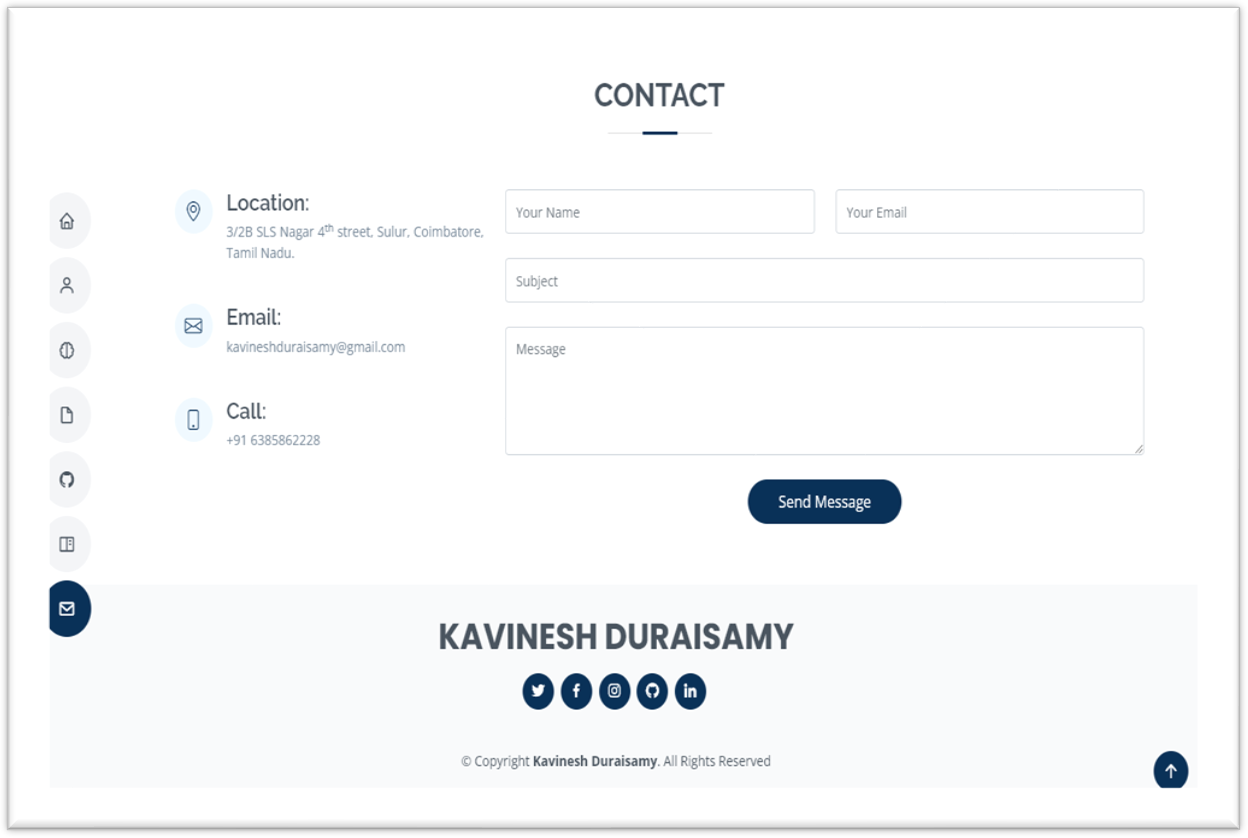 CONTACT
Location:
3/2B SLS Nagar 4th street, Sulur, Coimbatore,
Tamil Nadu.
Email:
kavineshduraisamy@gmail.com
Call:
+91 6385862228
Your Name
Your Email
Subject
Message
Send Message
KAVINESH DURAISAMY
© Copyright Kavinesh Duraisamy. All Rights Reserved